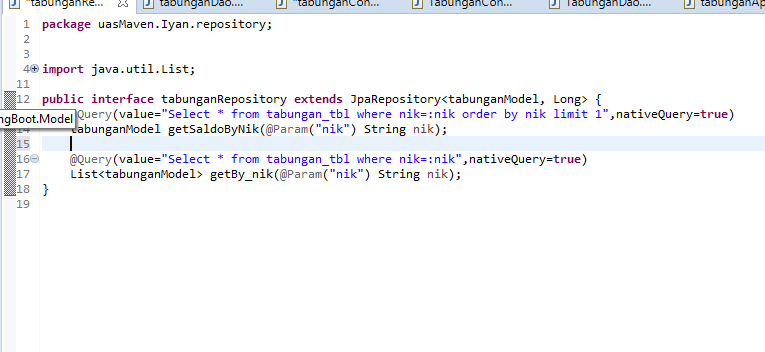 *tabunganRe...
tabunganDao....
*tabunganCon...
TabunganCon...
TabunganDao....
tabunganAp
1 package uasMaven.Iyan.repository;
2
3
4 import java.util.List;
11
12 public interface tabunganRepository extends JpaRepository<tabunganModel, Long> {
ngBoot.Model Query(value="Select * from tabungan_tbl where nik=:nik order by nik limit 1",nativeQuery=true)
14 tabunganModel getSaldoByNik(@Param("nik") String nik);
15
16 @Query(value="Select * from tabungan_tbl where nik=:nik",nativeQuery=true)
17 List<tabunganModel> getBy_nik(@Param("nik") String nik);
18 }
19